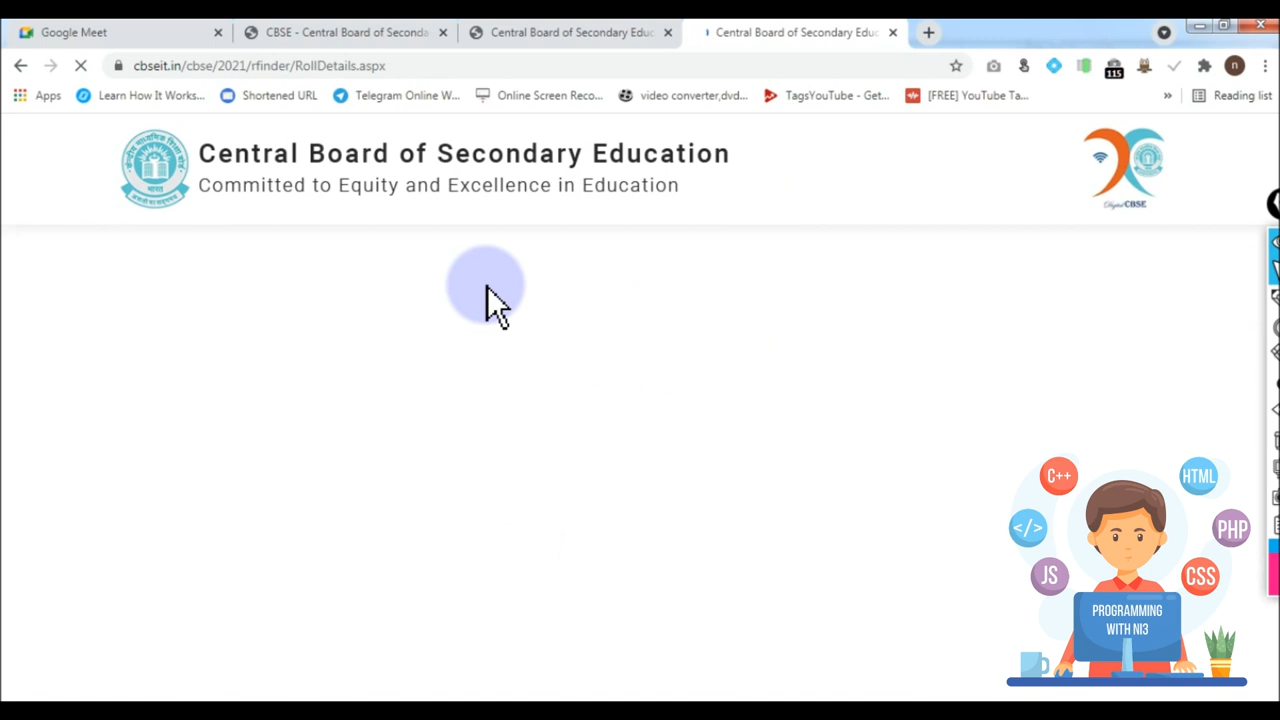 Google Meet
CBSE - Central Board of Seconda
Central Board of Secondary Educ
Central Board of Secondary Educ
cbseit.in/cbse/2021/rfinder/RollDetails.aspx
115
n
Apps
Learn How It Works...
Shortened URL
Telegram Online W...
Online Screen Reco...
video converter,dvd...
TagsYouTube - Get...
[FREE] YouTube Ta...
»
Reading list
Central Board of Secondary Education
Committed to Equity and Excellence in Education
Digital CBSE
C++
HTML
</>
PHP
JS
CSS
PROGRAMMING
WITH NI3